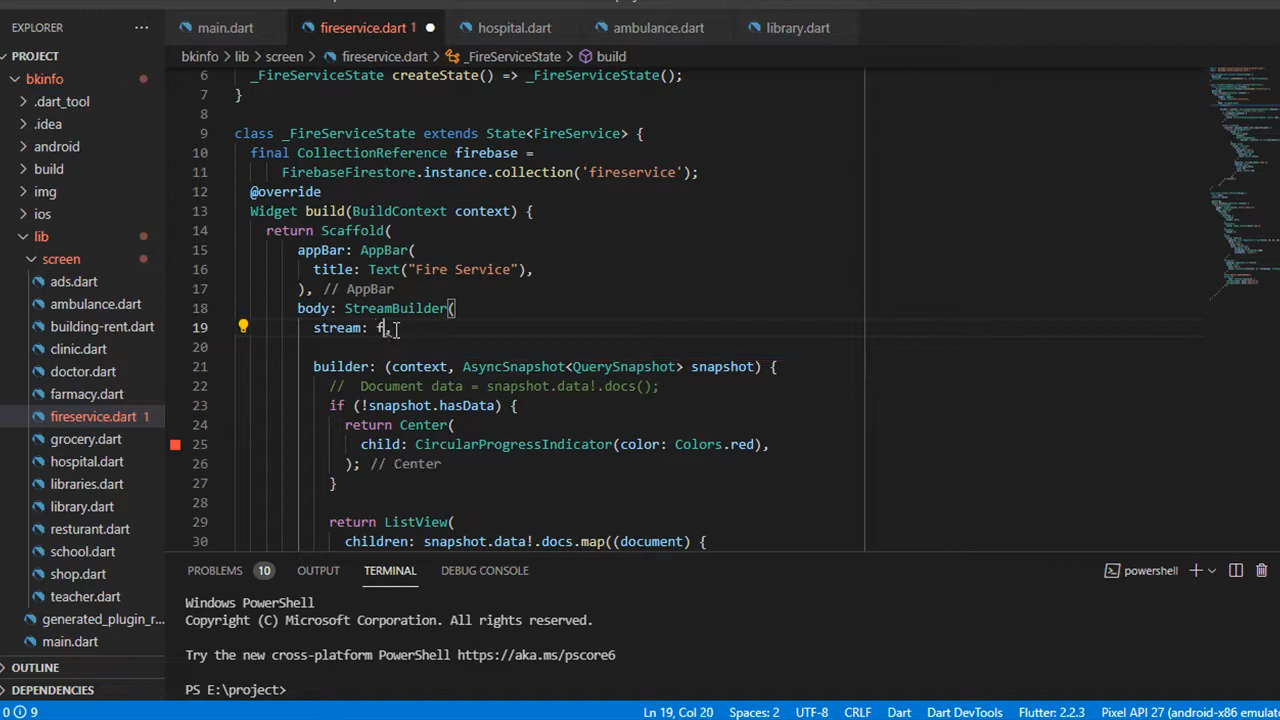 EXPLORER
main.dart
fireservice.dart 1
hospital.dart
ambulance.dart
library.dart
PROJECT
bkinfo
lib
screen
fireservice.dart
_FireServiceState
build
bkinfo
.dart_tool
.idea
android
build
img
ios
lib
screen
ads.dart
ambulance.dart
building-rent.dart
clinic.dart
doctor.dart
farmacy.dart
fireservice.dart 1
grocery.dart
hospital.dart
libraries.dart
library.dart
resturant.dart
school.dart
shop.dart
teacher.dart
generated_plugin_r...
main.dart
OUTLINE
DEPENDENCIES
6 _FireServiceState createState() => _FireServiceState();
7 }
8
9 class _FireServiceState extends State<FireService> {
10 final CollectionReference firebase =
11 FirebaseFirestore.instance.collection('fireservice');
12 @override
13 Widget build(BuildContext context) {
14 return Scaffold(
15 appBar: AppBar(
16 title: Text("Fire Service"),
17 ), // AppBar
18 body: StreamBuilder(
19 stream: f,
20
21 builder: (context, AsyncSnapshot<QuerySnapshot> snapshot) {
22 // Document data = snapshot.data!.docs();
23 if (!snapshot.hasData) {
24 return Center(
25 child: CircularProgressIndicator(color: Colors.red),
26 ); // Center
27 }
28
29 return ListView(
30 children: snapshot.data!.docs.map((document) {
PROBLEMS 10 OUTPUT TERMINAL DEBUG CONSOLE
powershell
Windows PowerShell
Copyright (C) Microsoft Corporation. All rights reserved.
Try the new cross-platform PowerShell https://aka.ms/pscore6
PS E:\project>
0 9
Ln 19, Col 20 Spaces: 2 UTF-8 CRLF Dart Dart DevTools Flutter: 2.2.3 Pixel API 27 (android-x86 emulat